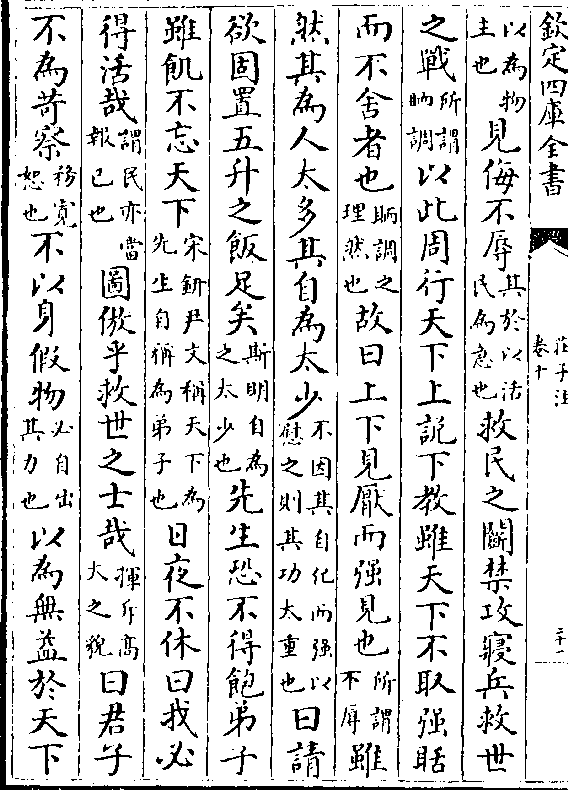 欽定四庫全書
莊子注
卷十
二十一
以為物主也見侮不辱其於以活民為急也救民之鬭禁攻寢兵救世
之戰所謂聏調以此周行天下上説下教雖天下不取强聒
而不舍者也聏調之理然也故曰上下見厭而强見也所謂不辱雖
然其為人太多其自為太少不因其自化而强以慰之則其功太重也曰請
欲固置五升之飯足矣斯明自為之太少也先生恐不得飽弟子
雖飢不忘天下宋鈃尹文稱天下為先生自稱為弟子也日夜不休曰我必
得活哉謂民亦當報己也圖傲乎救世之士哉揮斥高大之貌曰君子
不為苛察務寛恕也不以身假物必自出其力也以為無益於天下